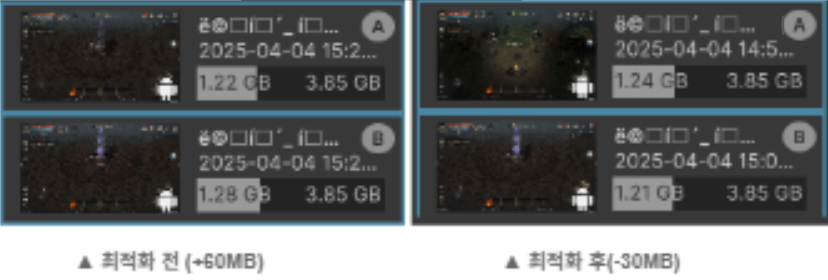 A
2025-04-04 15:2...
1.22 GB 3.85 GB
B
2025-04-04 15:2...
1.28 GB 3.85 GB
▲ 최적화 전 (+60MB)
A
2025-04-04 14:5...
1.24 GB 3.85 GB
B
2025-04-04 15:0...
1.21 GB 3.85 GB
▲ 최적화 후(-30MB)